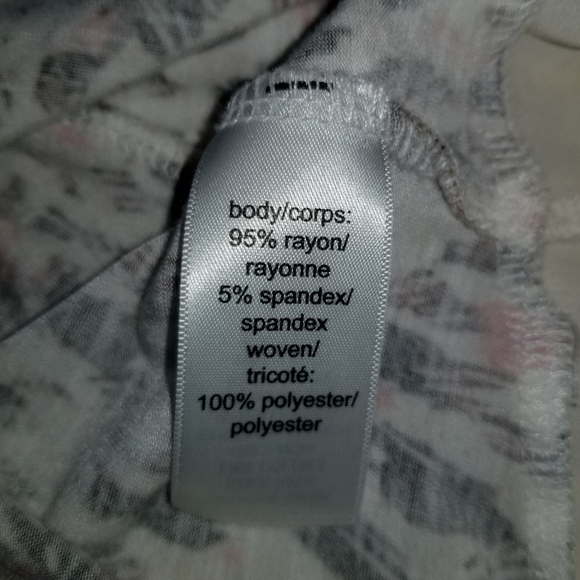 body/corps:
95% rayon/
rayonne
5% spandex/
spandex
woven/
tricoté:
100% polyester/
polyester